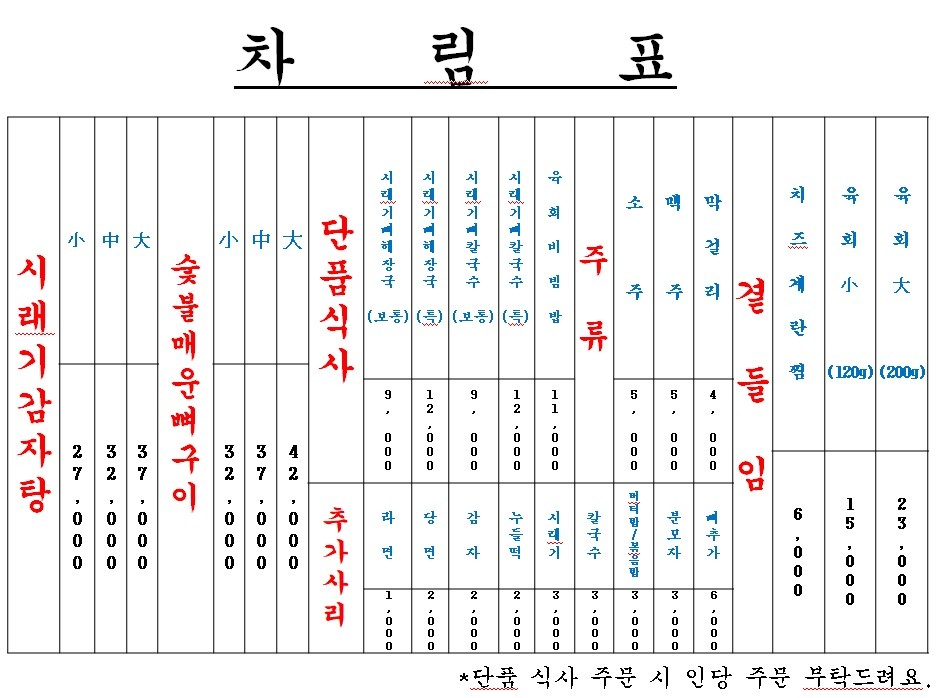 차 림 표
시래기감자탕
小 27,000
中 32,000
大 37,000
숯불매운뼈구이
小 32,000
中 37,000
大 42,000
단품식사
시래기뼈해장국 (보통) 9,000
시래기뼈해장국 (특) 12,000
시래기뼈칼국수 (보통) 9,000
시래기뼈칼국수 (특) 12,000
육회비빔밥 11,000
주류
소주 5,000
맥주 5,000
막걸리 4,000
추가사리
라면 1,000
당면 2,000
감자 2,000
누들떡 2,000
시래기 3,000
칼국수 3,000
버터밥/볶음밥 3,000
분모자 3,000
뼈추가 6,000
곁들임
치즈계란찜 6,000
육회 小 (120g) 15,000
육회 大 (200g) 23,000
*단품 식사 주문 시 인당 주문 부탁드려요.